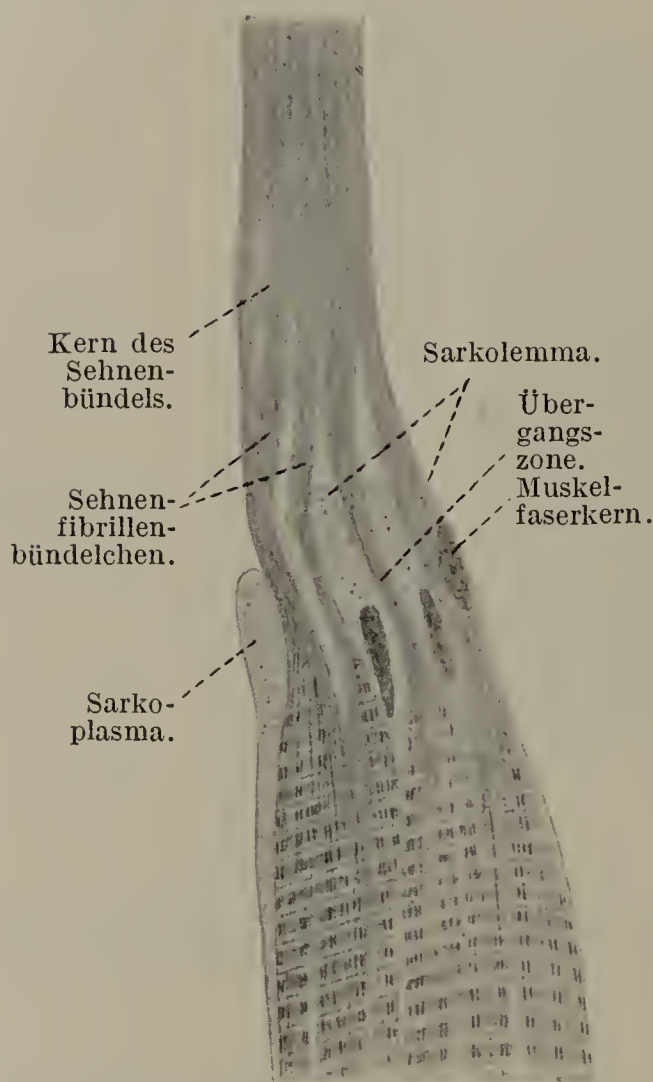 Kern des
Sehnen-
bündels.
Sehnen-
fibrillen-
bündelchen.
Sarko-
plasma.
Sarkolemma.
Über-
gangs-
zone.
Muskel-
faserkern.